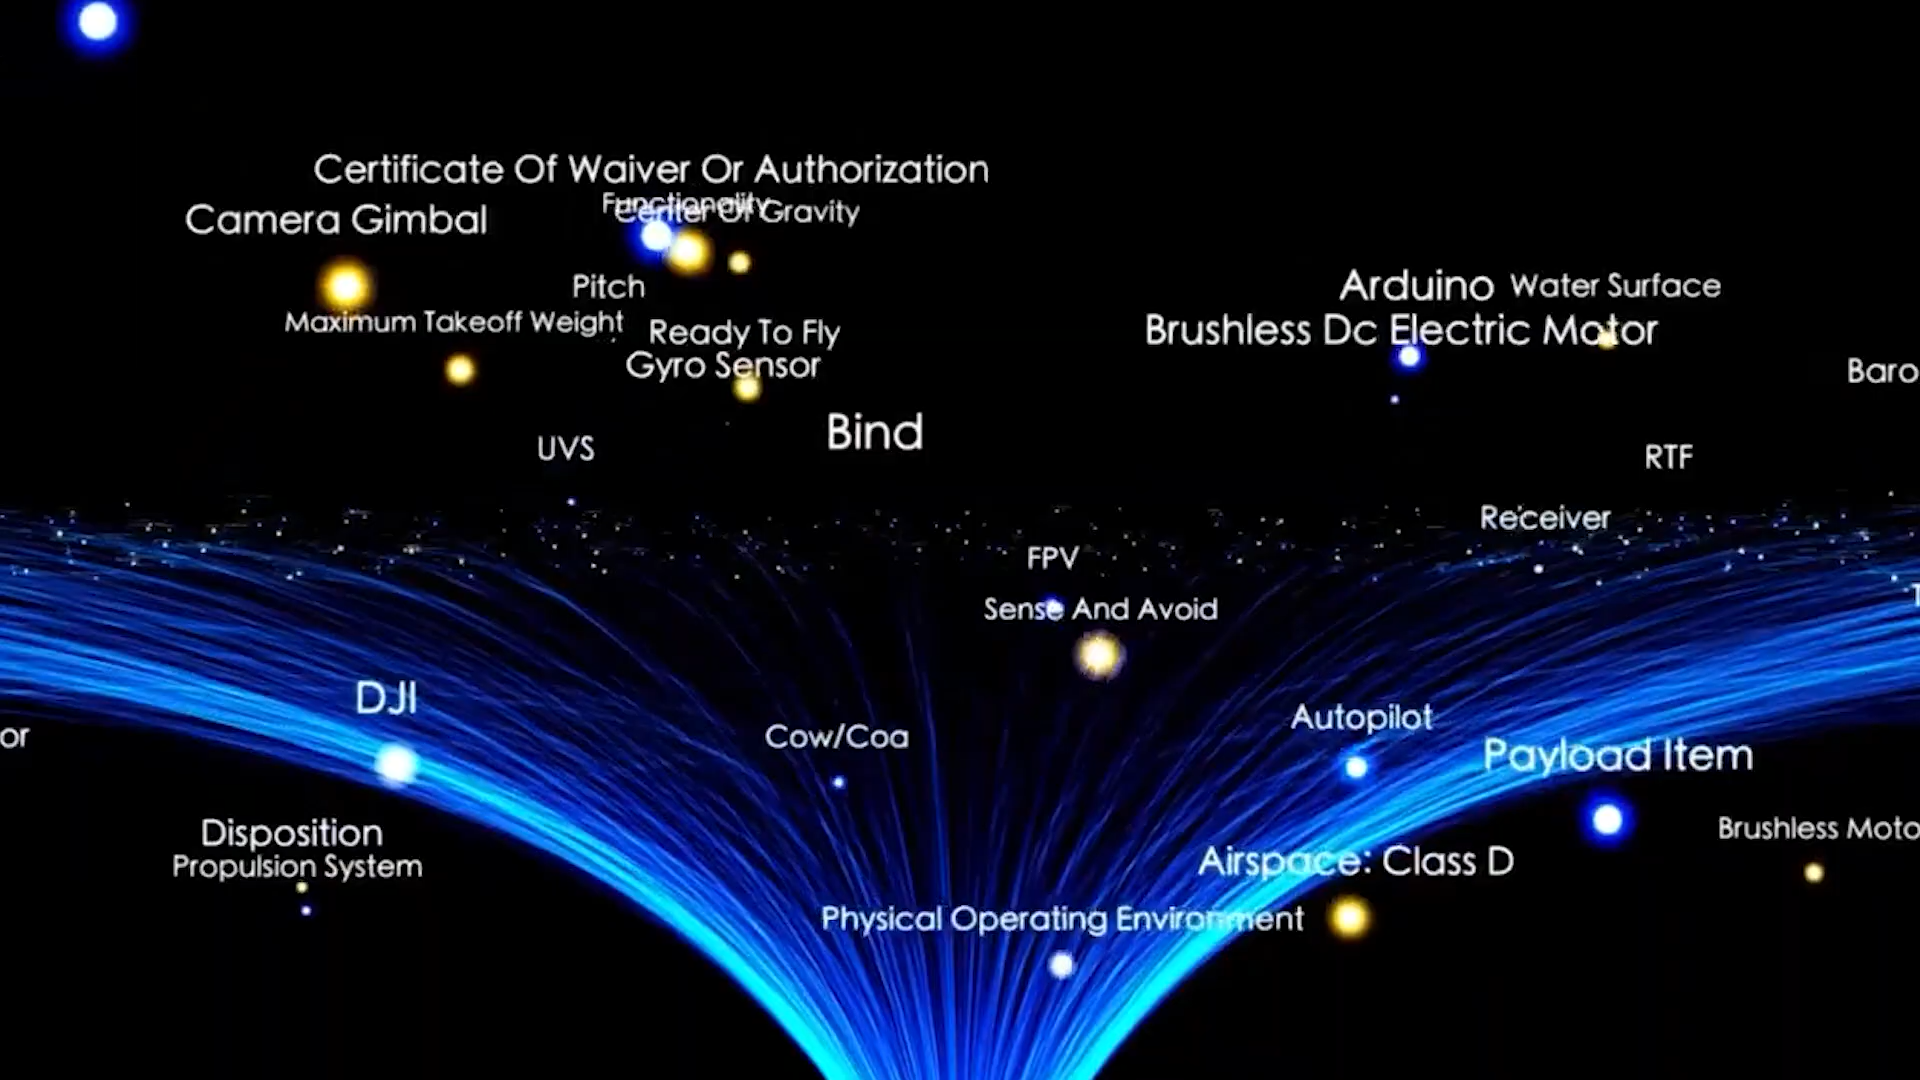 Certificate Of Waiver Or Authorization
Functionality
Center Of Gravity
Camera Gimbal
Pitch
Arduino
Water Surface
Maximum Takeoff Weight
Ready To Fly
Brushless Dc Electric Motor
Gyro Sensor
Baro
Bind
UVS
RTF
Receiver
FPV
Sense And Avoid
DJI
Autopilot
or
Cow/Coa
Payload Item
Disposition
Brushless Moto
Propulsion System
Airspace: Class D
Physical Operating Environment